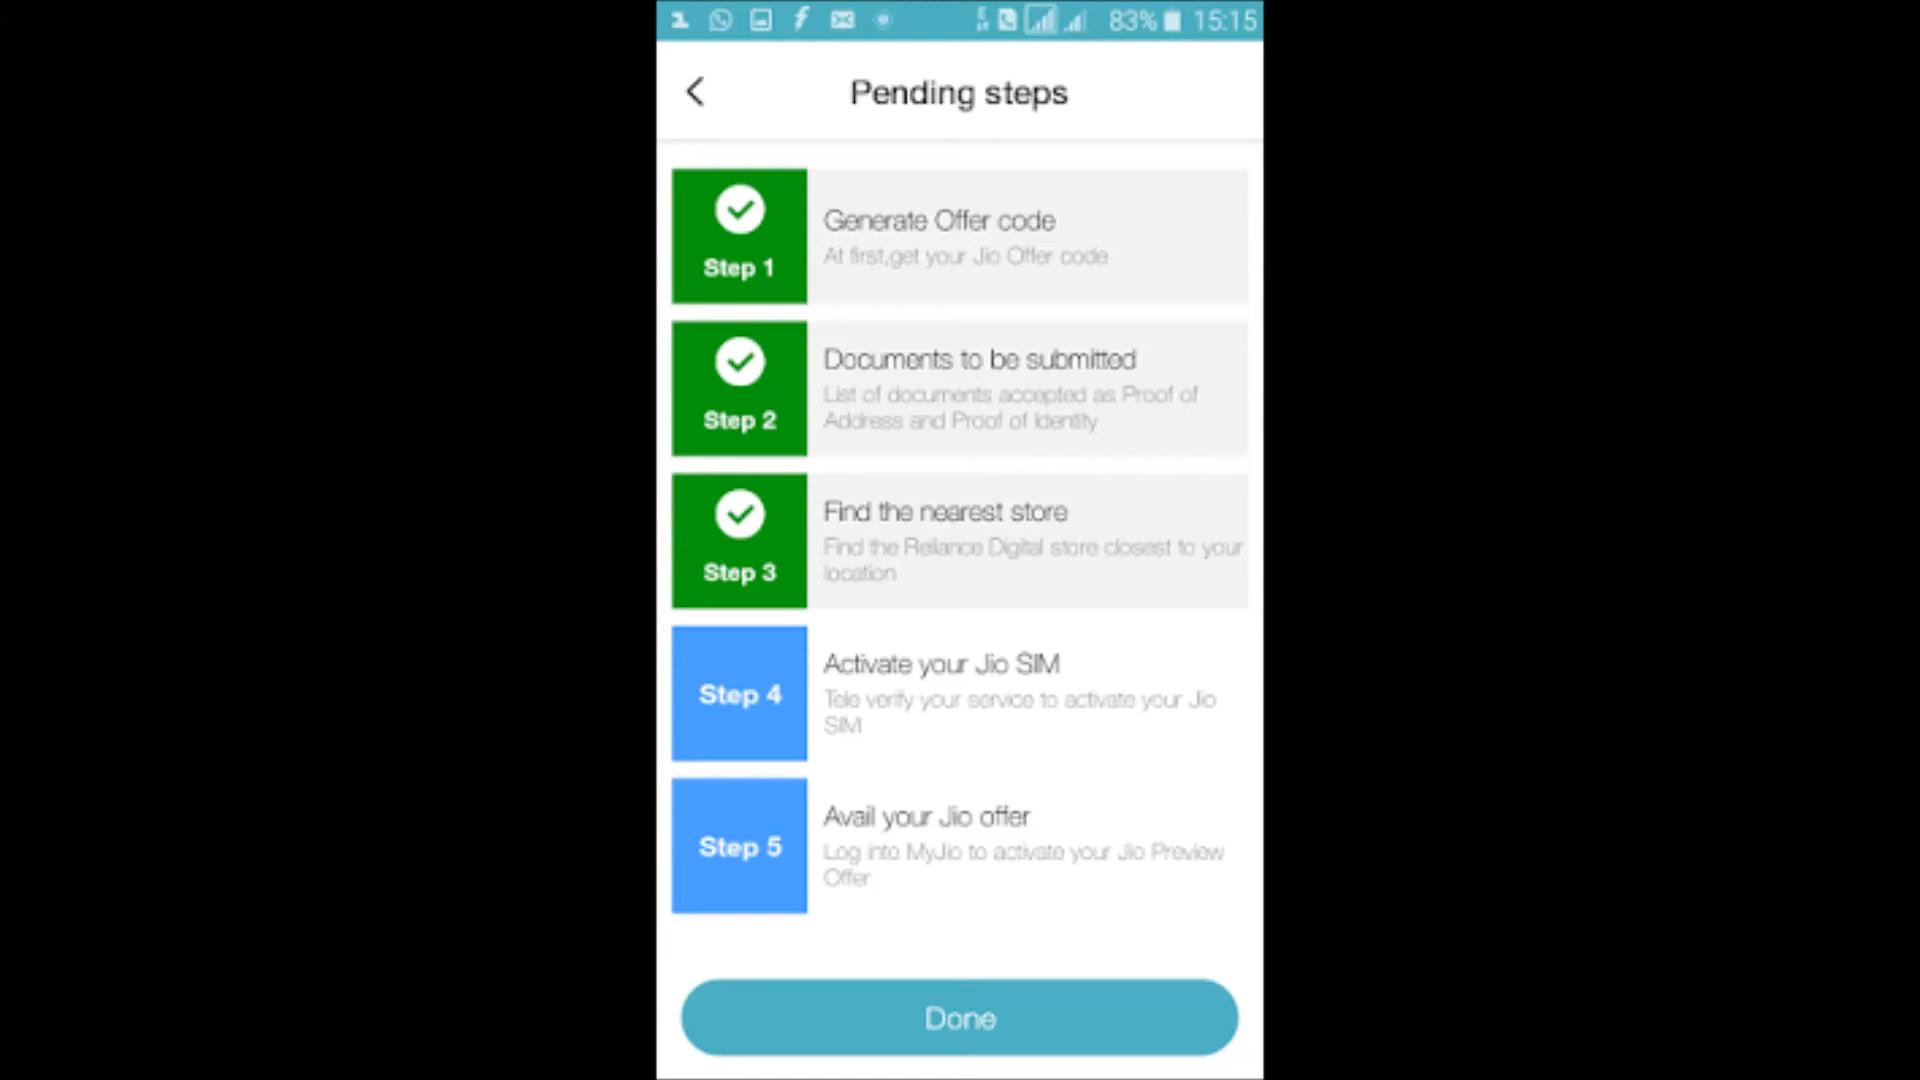 83% 15:15
Pending steps
Generate Offer code
At first,get your Jio Offer code
Step 1
Documents to be submitted
List of documents accepted as Proof of
Address and Proof of Identity
Step 2
Find the nearest store
Find the Reliance Digital store closest to your
location
Step 3
Activate your Jio SIM
Tele verify your service to activate your Jio
SIM
Step 4
Avail your Jio offer
Log into MyJio to activate your Jio Preview
Offer
Step 5
Done